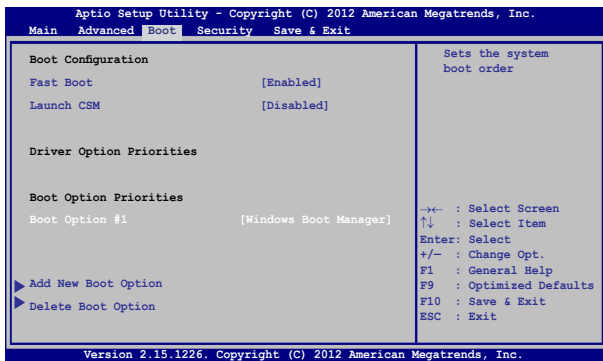 Aptio Setup Utility - Copyright (C) 2012 American Megatrends, Inc.
Main Advanced Boot Security Save & Exit
Boot Configuration
Fast Boot [Enabled]
Launch CSM [Disabled]
Driver Option Priorities
Boot Option Priorities
Boot Option #1 [Windows Boot Manager]
Add New Boot Option
Delete Boot Option
Sets the system
boot order
→← : Select Screen
↑↓ : Select Item
Enter: Select
+/— : Change Opt.
F1 : General Help
F9 : Optimized Defaults
F10 : Save & Exit
ESC : Exit
Version 2.15.1226. Copyright (C) 2012 American Megatrends, Inc.